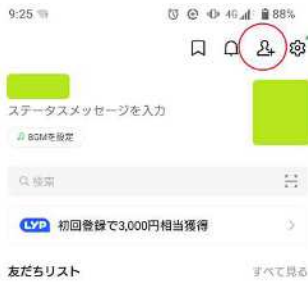 9:25
4G 88%
ステータスメッセージを入力
BGMを設定
検索
LYP 初回登録で3,000円相当獲得
友だちリスト すべて見る